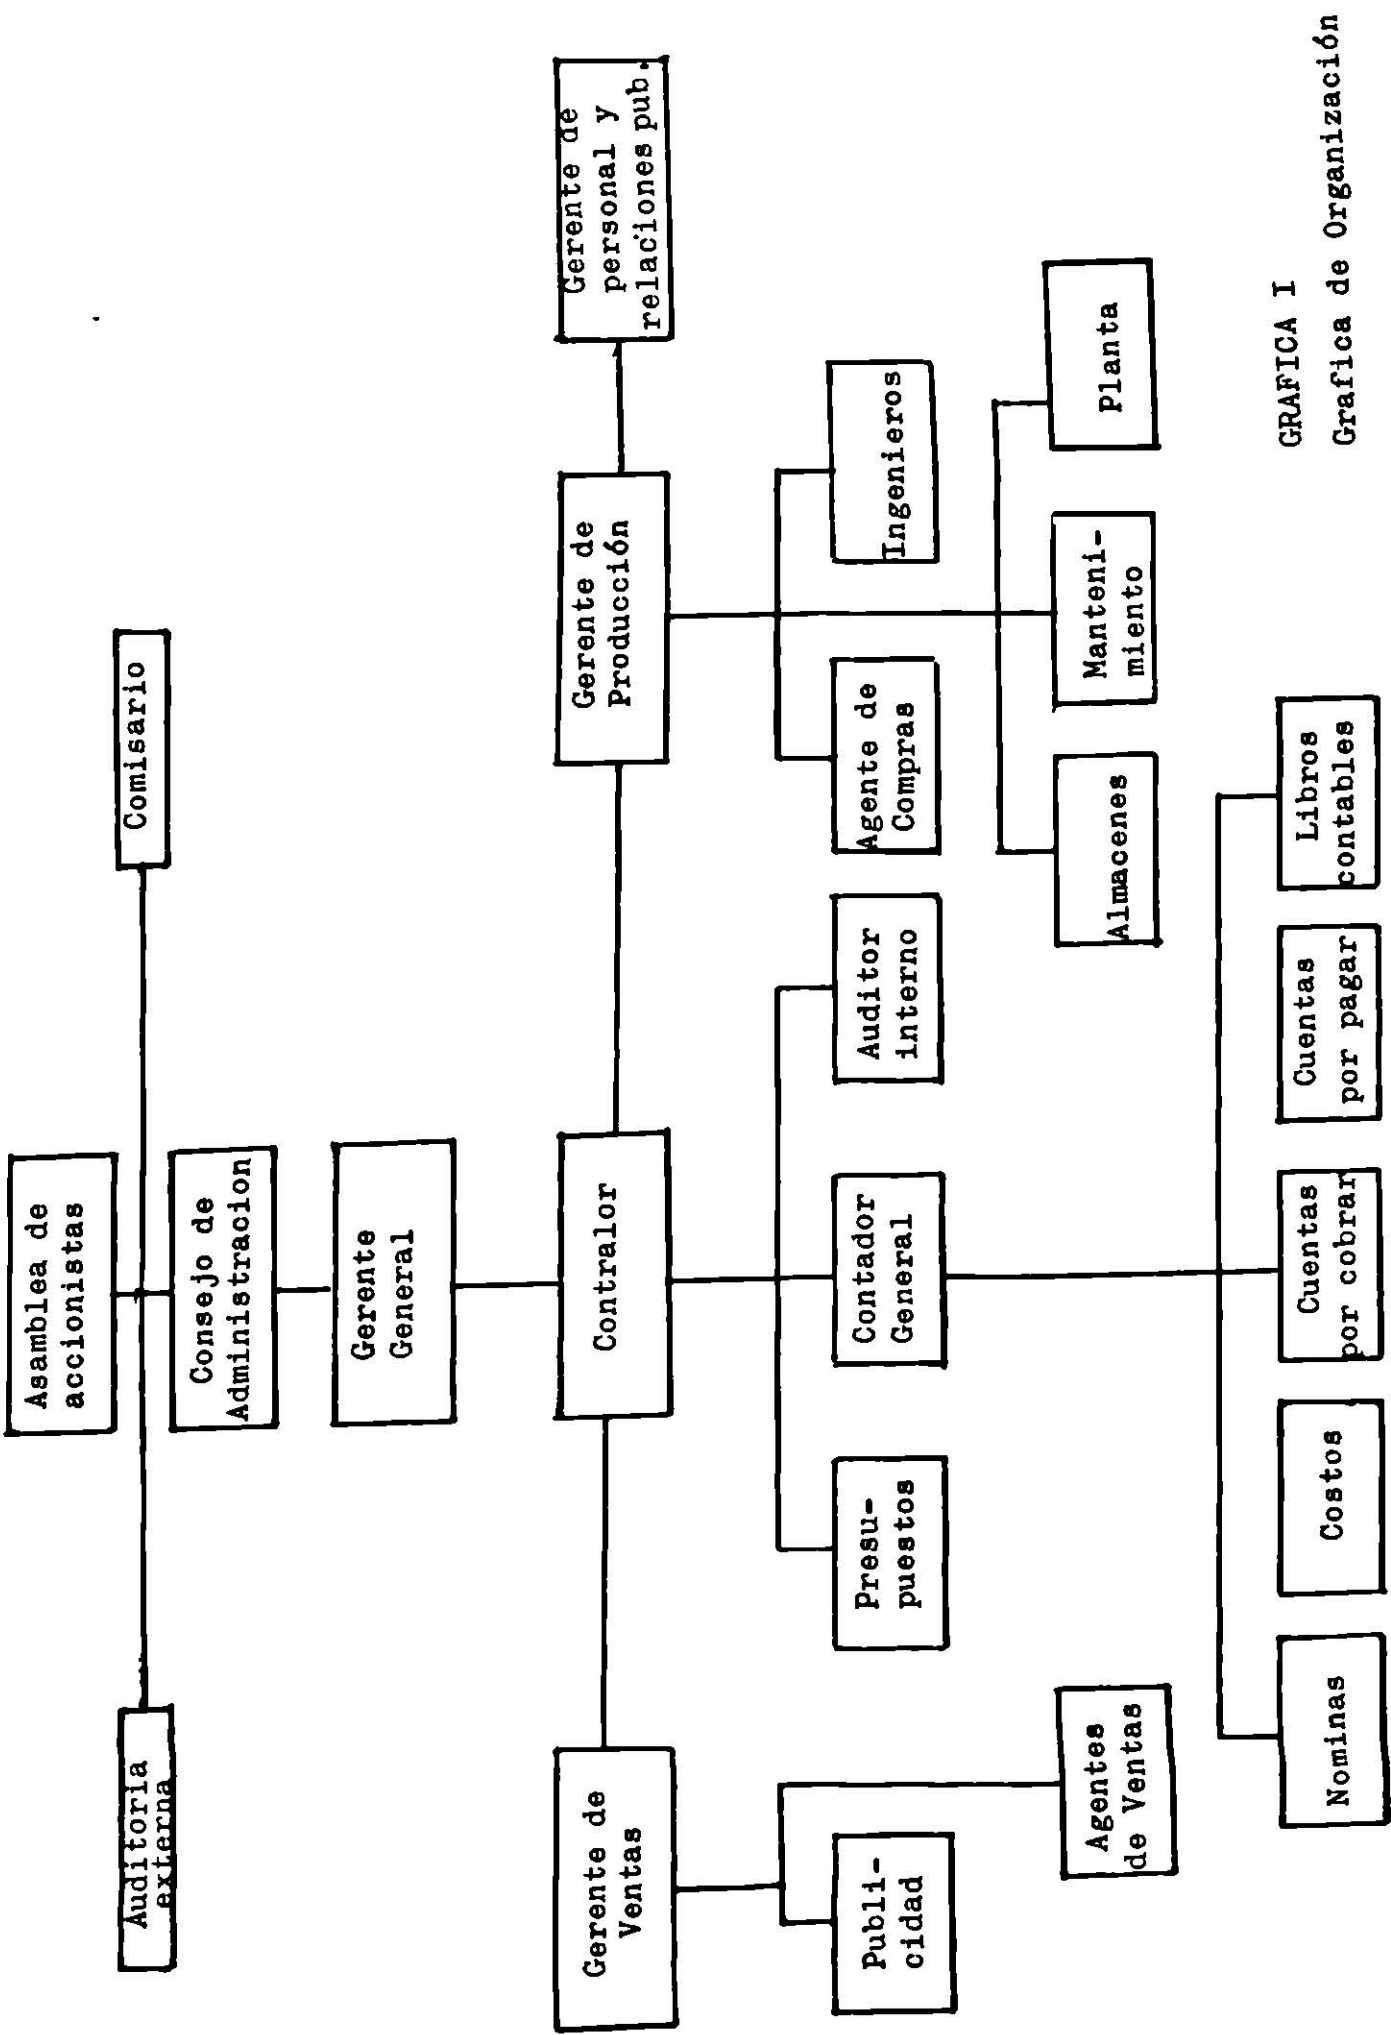 Asamblea de
accionistas
Auditoria
externa
Comisario
Consejo de
Administracion
Gerente
General
Gerente de
Ventas
Contralor
Gerente de
Producción
Gerente de
personal y
relaciones pub.
Publi-
cidad
Presu-
puestos
Contador
General
Auditor
interno
Agente de
Compras
Ingenieros
Agentes
de Ventas
Almacenes
Manteni-
miento
Planta
Nominas
Costos
Cuentas
por cobrar
Cuentas
por pagar
Libros
contables
GRAFICA I
Grafica de Organización